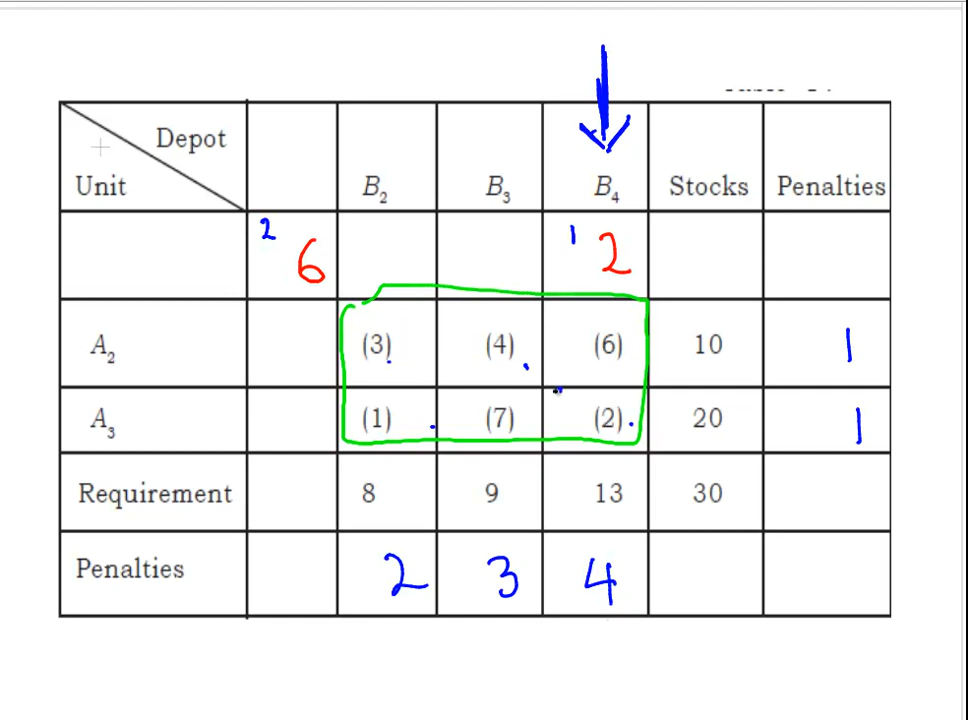 Depot
Unit B₂ B₃ B₄ Stocks Penalties
2 6 1 2
A₂ (3) (4) (6) 10 1
A₃ (1) (7) (2) 20 1
Requirement 8 9 13 30
Penalties 2 3 4